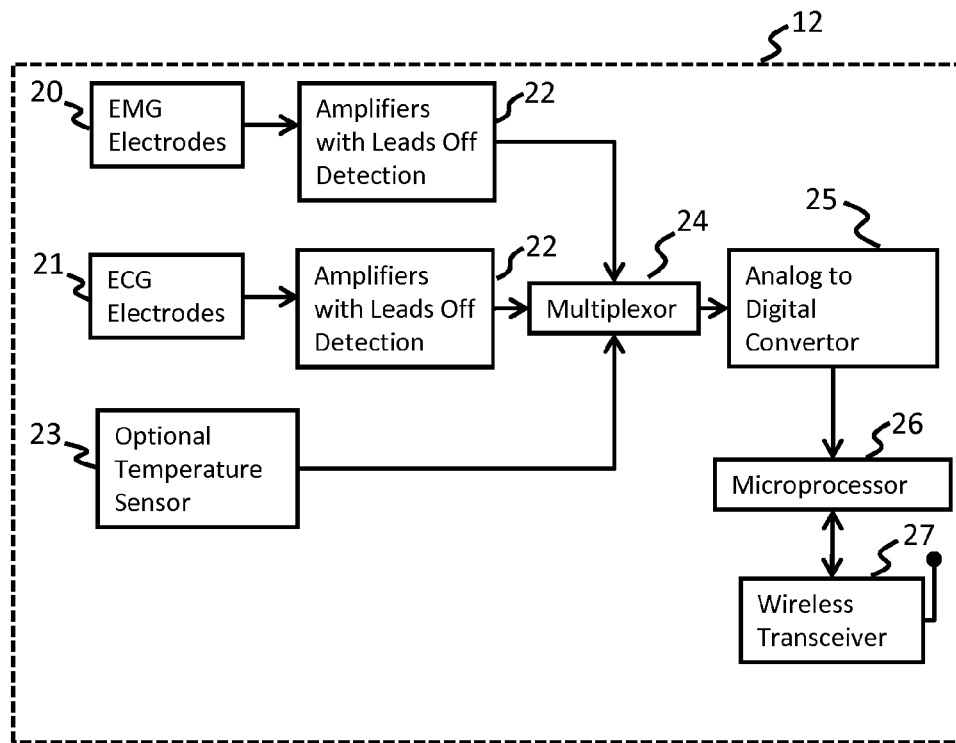 12
20
EMG
Electrodes
Amplifiers
with Leads Off
Detection
22
21
ECG
Electrodes
Amplifiers
with Leads Off
Detection
22
24
Multiplexor
25
Analog to
Digital
Convertor
23
Optional
Temperature
Sensor
26
Microprocessor
27
Wireless
Transceiver